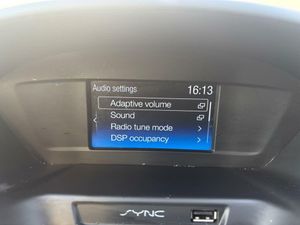 Audio settings 16:13
Adaptive volume
Sound
Radio tune mode
DSP occupancy
SYNC